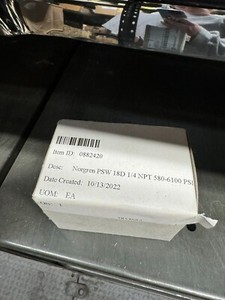 Item ID: 0882420
Desc: Norgren PSW 18D 1/4 NPT 580-6100 PSI
Date Created: 10/13/2022
UOM: EA